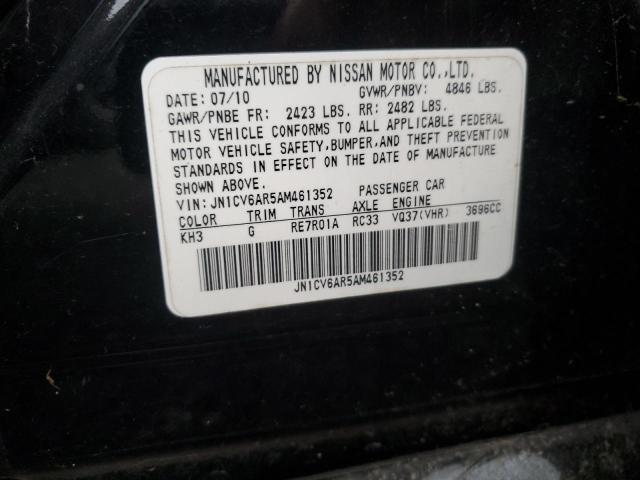 MANUFACTURED BY NISSAN MOTOR CO.,LTD.
DATE: 07/10 GVWR/PNBV: 4846 LBS.
GAWR/PNBE FR: 2423 LBS. RR: 2482 LBS.
THIS VEHICLE CONFORMS TO ALL APPLICABLE FEDERAL
MOTOR VEHICLE SAFETY, BUMPER, AND THEFT PREVENTION
STANDARDS IN EFFECT ON THE DATE OF MANUFACTURE
SHOWN ABOVE.
VIN: JN1CV6AR5AM461352 PASSENGER CAR
COLOR TRIM TRANS AXLE ENGINE
KH3 G RE7R01A RC33 VQ37(VHR) 3696CC
JN1CV6AR5AM461352